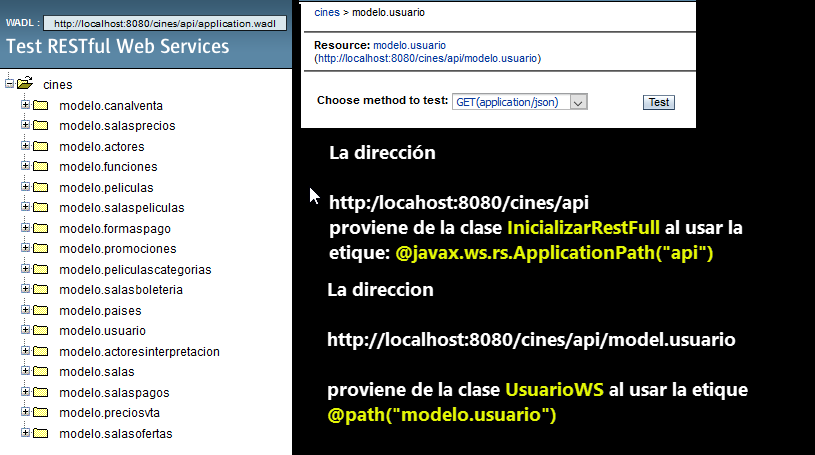 WADL : http://localhost:8080/cines/api/application.wadl
Test RESTful Web Services
cines
modelo.canalventa
modelo.salasprecios
modelo.actores
modelo.funciones
modelo.peliculas
modelo.salaspeliculas
modelo.formaspago
modelo.promociones
modelo.peliculascategorias
modelo.salasboleteria
modelo.paises
modelo.usuario
modelo.actoresinterpretacion
modelo.salas
modelo.salaspagos
modelo.preciosvta
modelo.salasofertas
cines > modelo.usuario
Resource: modelo.usuario
(http://localhost:8080/cines/api/modelo.usuario)
Choose method to test: GET(application/json) Test
La dirección
http:/locahost:8080/cines/api
proviene de la clase InicializarRestFull al usar la
etique: @javax.ws.rs.ApplicationPath("api")
La direccion
http://localhost:8080/cines/api/model.usuario
proviene de la clase UsuarioWS al usar la etique
@path("modelo.usuario")